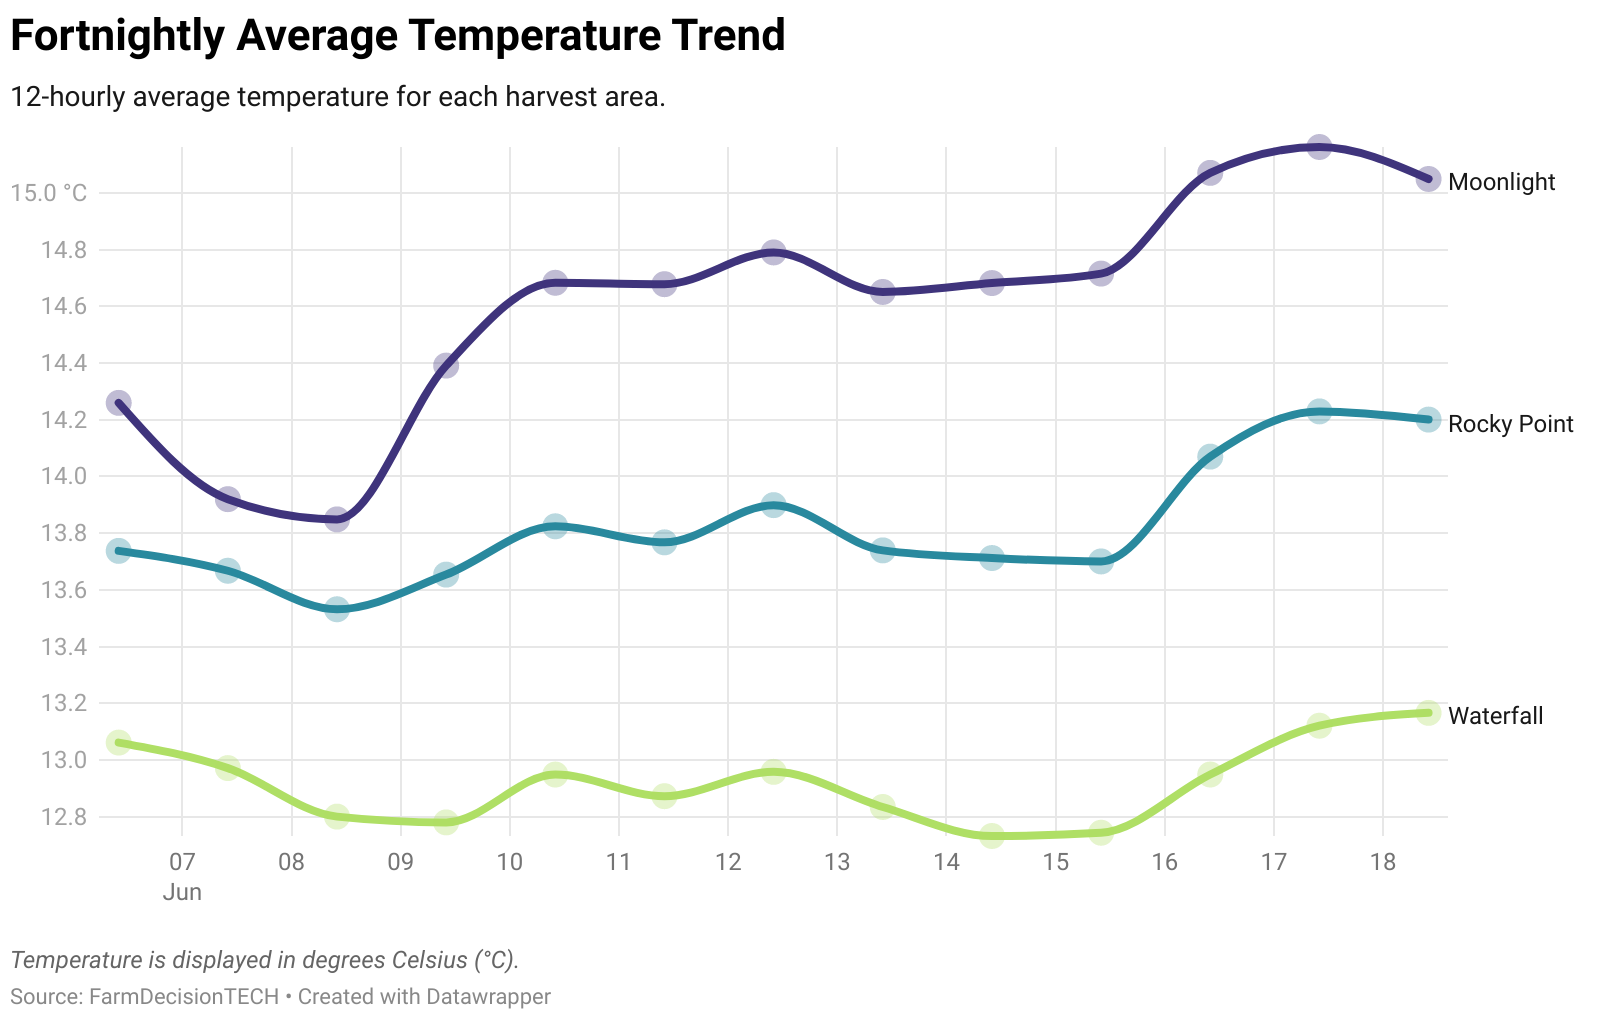 Fortnightly Average Temperature Trend
12-hourly average temperature for each harvest area.
15.0 °C
14.8
14.6
14.4
14.2
14.0
13.8
13.6
13.4
13.2
13.0
12.8
Moonlight
Rocky Point
Waterfall
07 08 09 10 11 12 13 14 15 16 17 18
Jun
Temperature is displayed in degrees Celsius (°C).
Source: FarmDecisionTECH • Created with Datawrapper